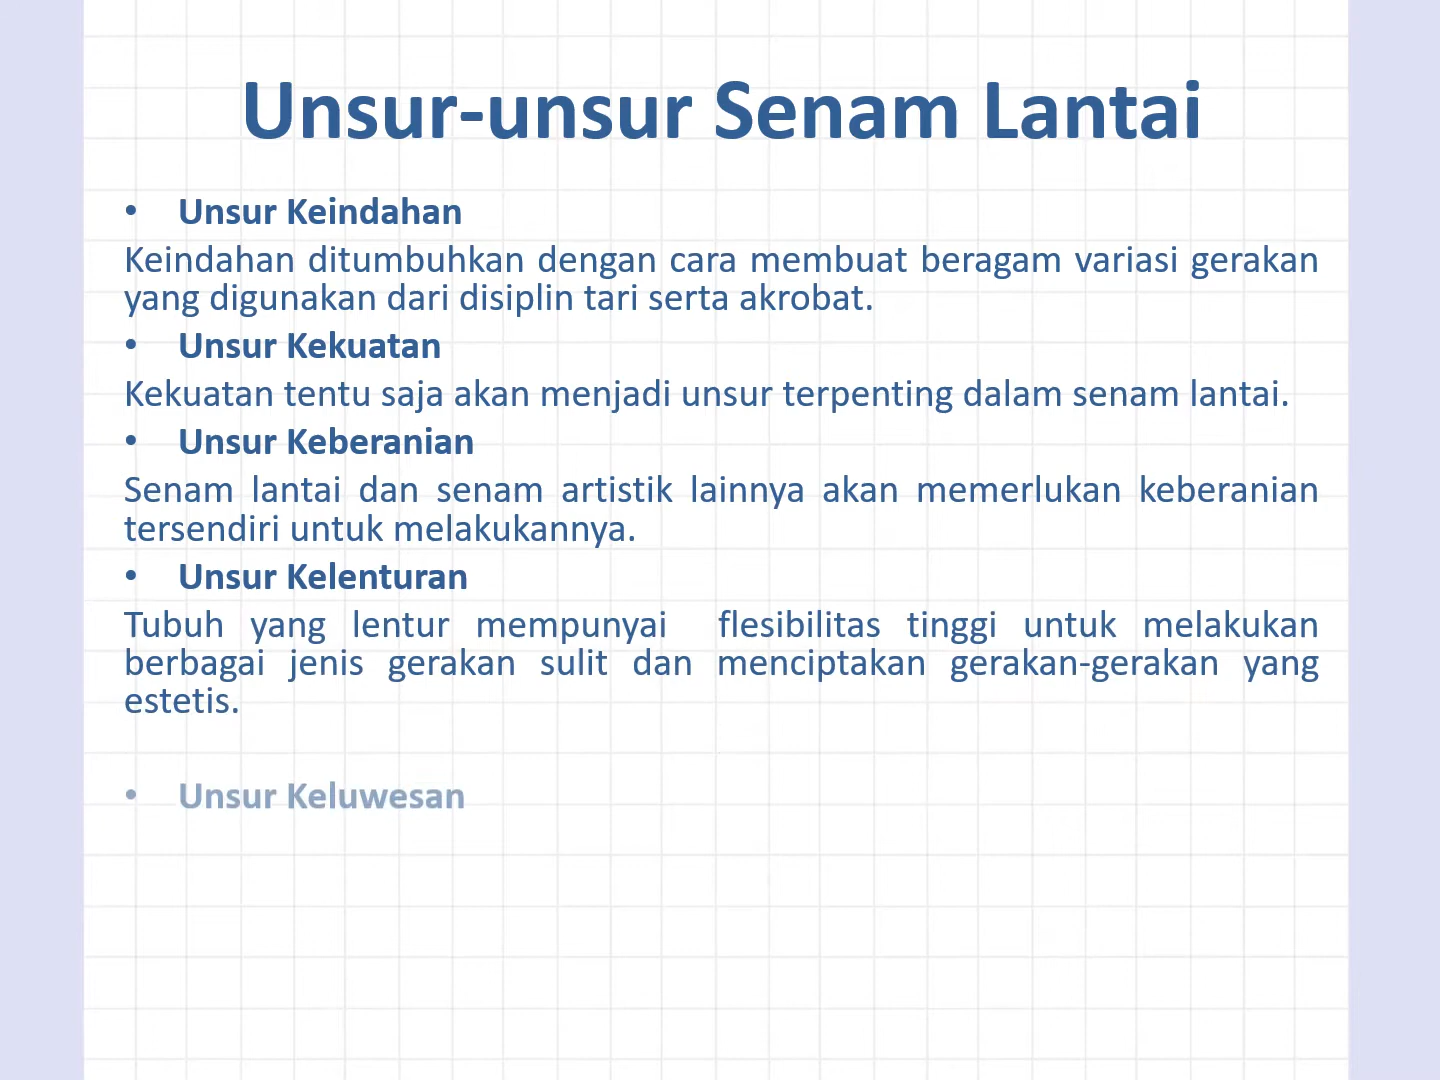 Unsur-unsur Senam Lantai
• Unsur Keindahan
Keindahan ditumbuhkan dengan cara membuat beragam variasi gerakan
yang digunakan dari disiplin tari serta akrobat.
• Unsur Kekuatan
Kekuatan tentu saja akan menjadi unsur terpenting dalam senam lantai.
• Unsur Keberanian
Senam lantai dan senam artistik lainnya akan memerlukan keberanian
tersendiri untuk melakukannya.
• Unsur Kelenturan
Tubuh yang lentur mempunyai flesibilitas tinggi untuk melakukan
berbagai jenis gerakan sulit dan menciptakan gerakan-gerakan yang
estetis.
• Unsur Keluwesan